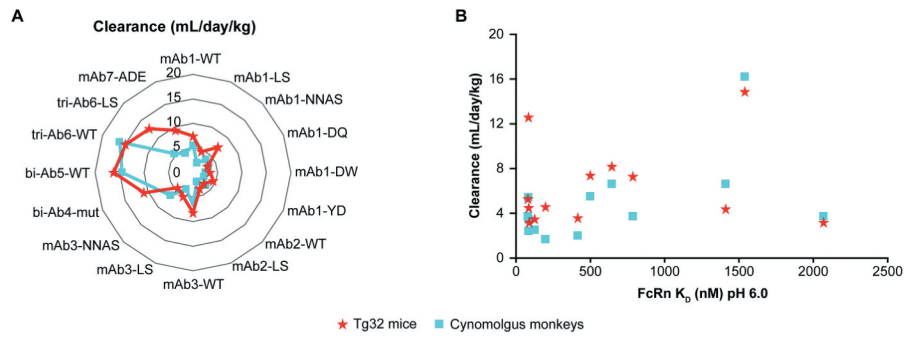 A
Clearance (mL/day/kg)
mAb1-WT
mAb1-LS
mAb1-NNAS
mAb1-DQ
mAb1-DW
mAb1-YD
mAb2-WT
mAb2-LS
mAb3-WT
mAb3-LS
mAb3-NNAS
bi-Ab4-mut
bi-Ab5-WT
tri-Ab6-WT
tri-Ab6-LS
mAb7-ADE
20
15
10
5
0
B
Clearance (mL/day/kg)
20
16
12
8
4
0
0 500 1000 1500 2000 2500
FcRn KD (nM) pH 6.0
Tg32 mice Cynomolgus monkeys